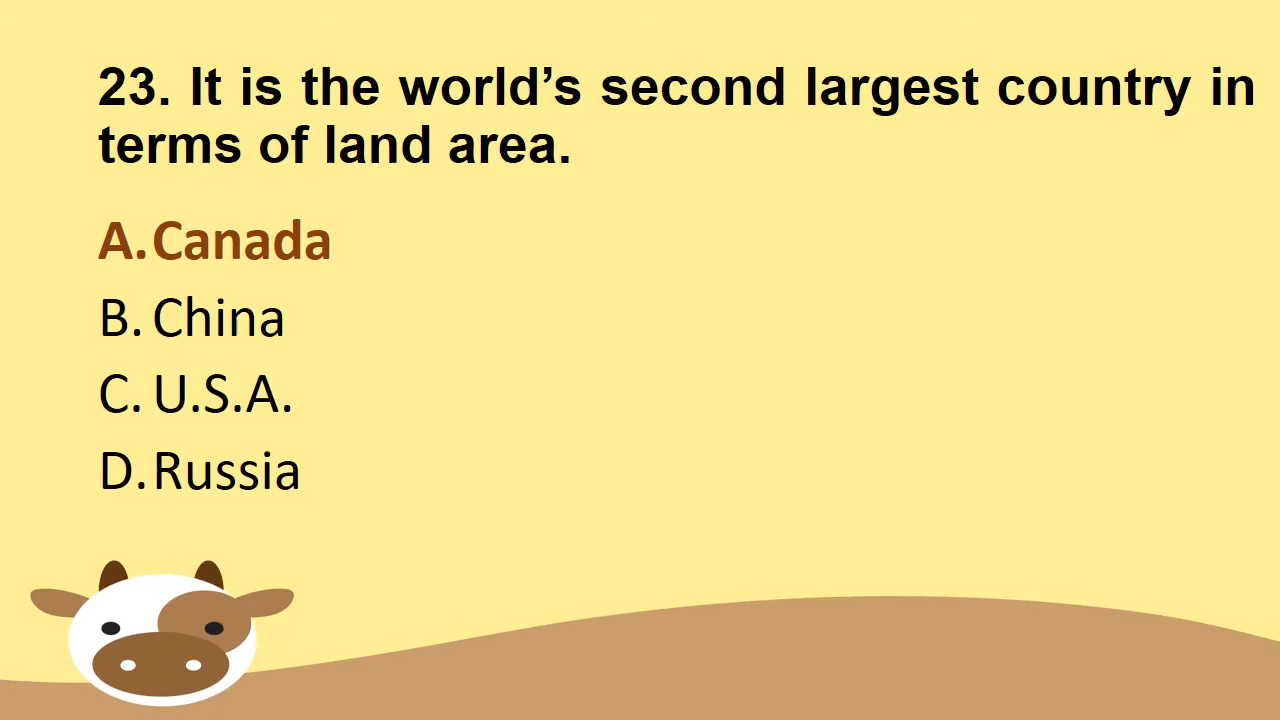 23. It is the world’s second largest country in
terms of land area.
A. Canada
B. China
C. U.S.A.
D. Russia